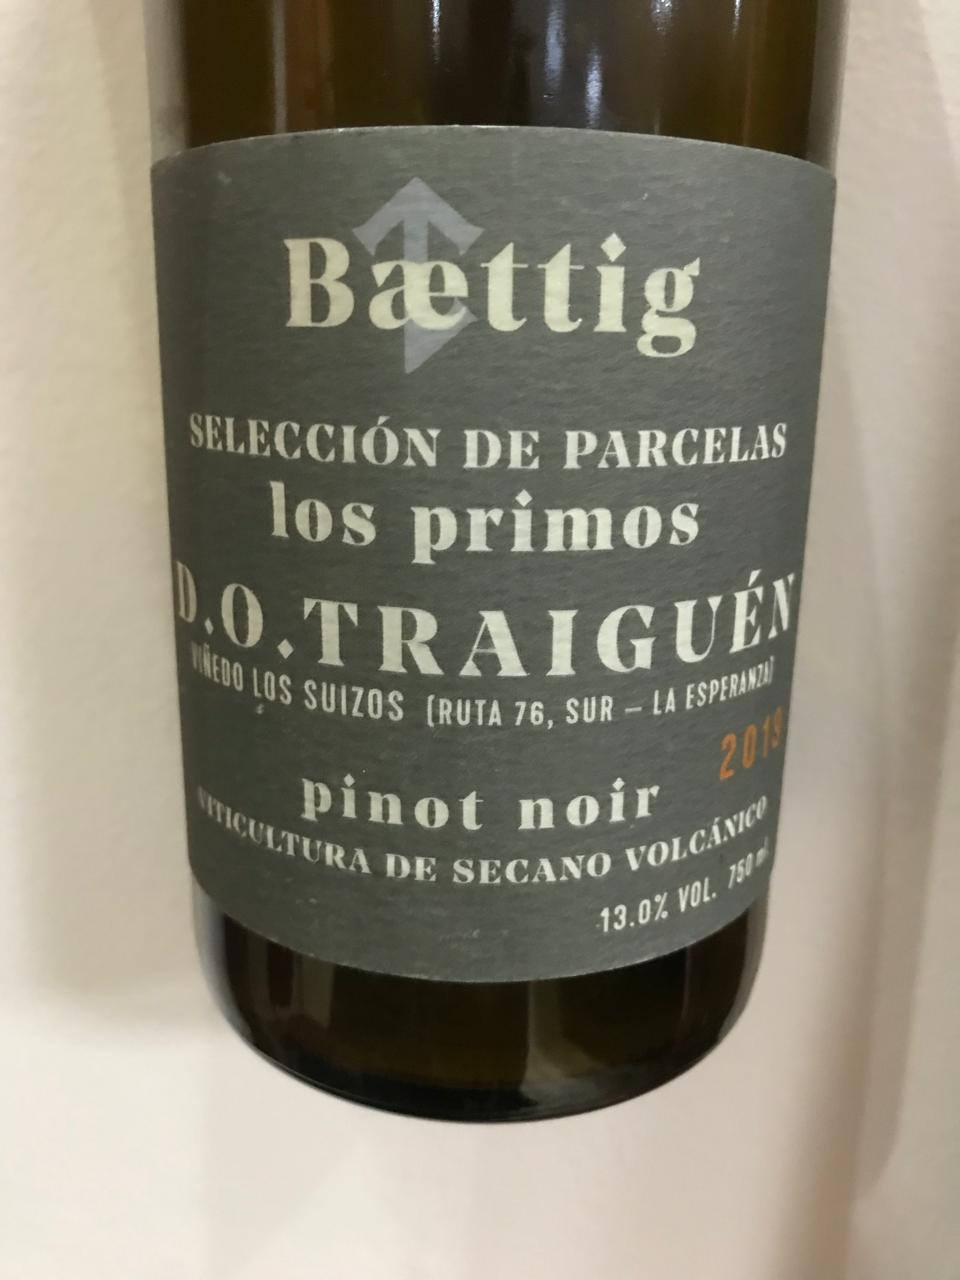 Bættig
SELECCIÓN DE PARCELAS
los primos
D.O.TRAIGUÉN
VIÑEDO LOS SUIZOS (RUTA 76, SUR – LA ESPERANZA)
2019
pinot noir
VITICULTURA DE SECANO VOLCÁNICO
13.0% VOL. 750 ml